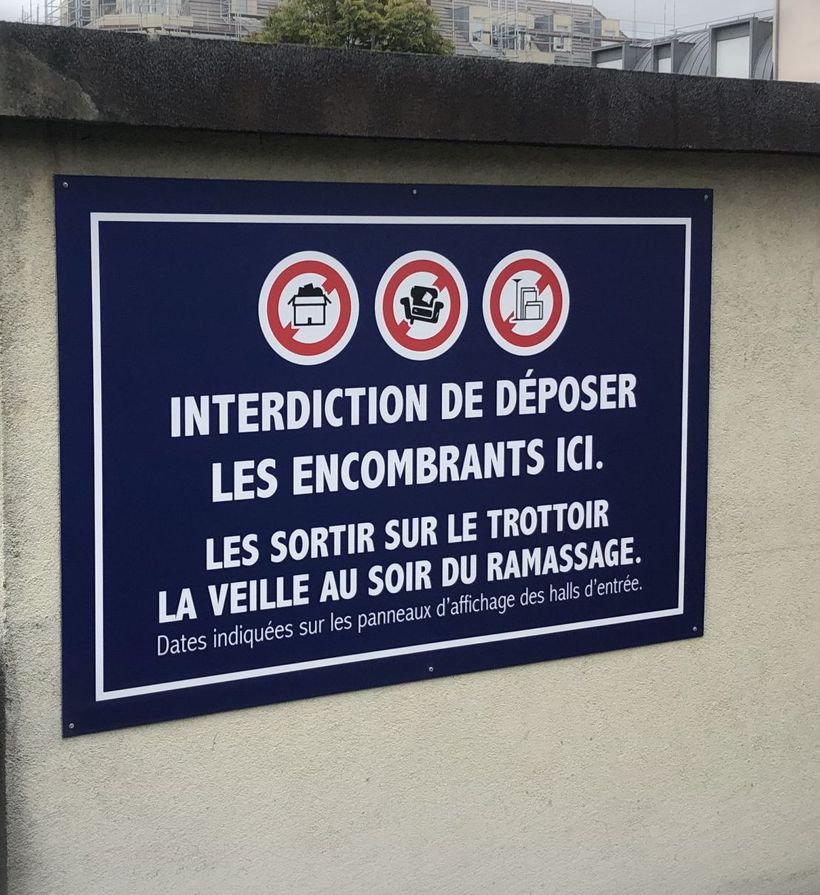 INTERDICTION DE DÉPOSER
LES ENCOMBRANTS ICI.
LES SORTIR SUR LE TROTTOIR
LA VEILLE AU SOIR DU RAMASSAGE.
Dates indiquées sur les panneaux d'affichage des halls d'entrée.